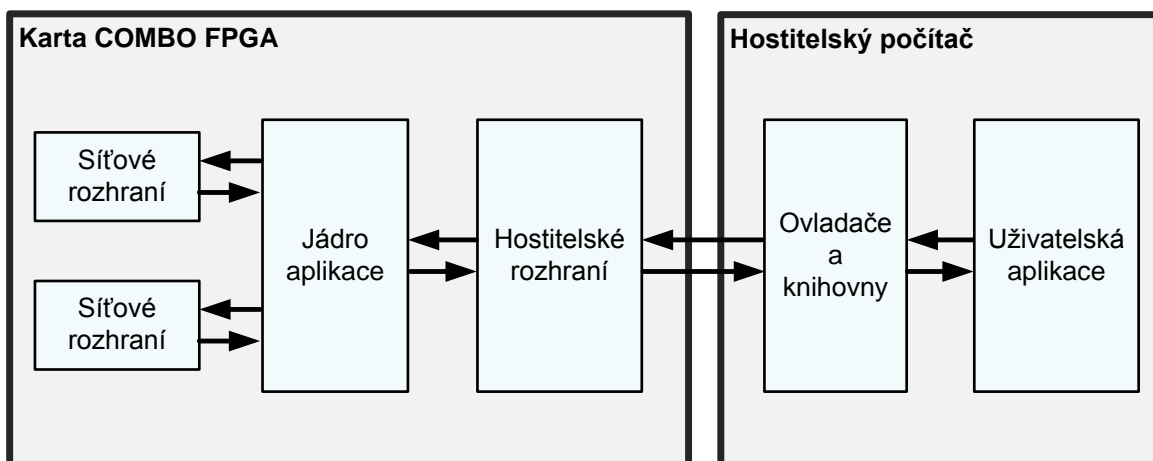 Karta COMBO FPGA
Síťové
rozhraní
Síťové
rozhraní
Jádro
aplikace
Hostitelské
rozhraní
Hostitelský počítač
Ovladače
a
knihovny
Uživatelská
aplikace